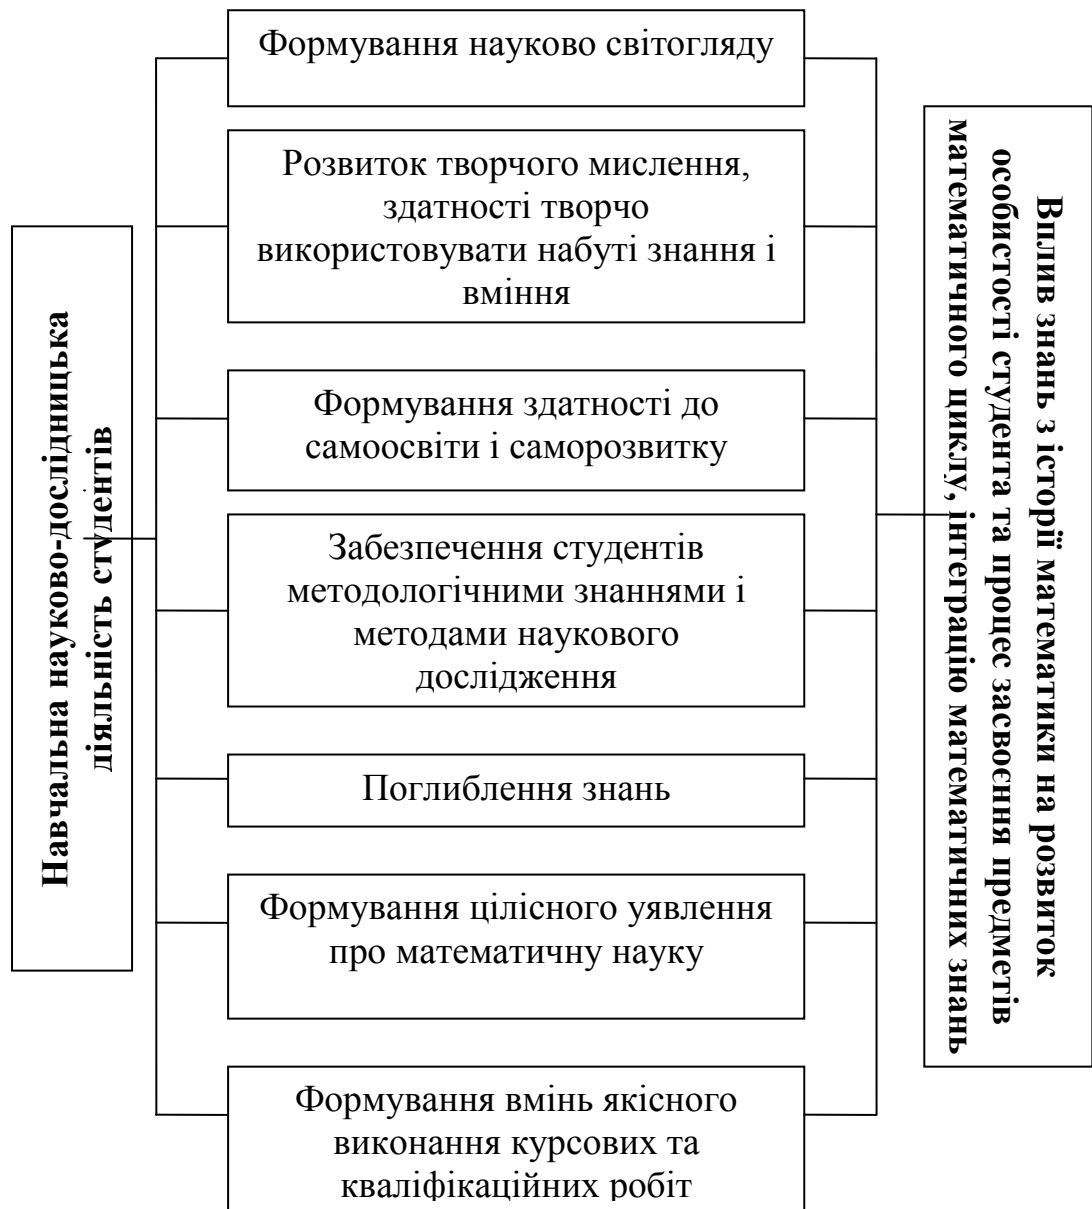 Навчальна науково-дослідницька
діяльність студентів
Формування науково світогляду
Розвиток творчого мислення,
здатності творчо
використовувати набуті знання і
вміння
Формування здатності до
самоосвіти і саморозвитку
Забезпечення студентів
методологічними знаннями і
методами наукового
дослідження
Поглиблення знань
Формування цілісного уявлення
про математичну науку
Формування вмінь якісного
виконання курсових та
кваліфікаційних робіт
Вплив знань з історії математики на розвиток
особистості студента та процес засвоєння предметів
математичного циклу, інтеграцію математичних знань